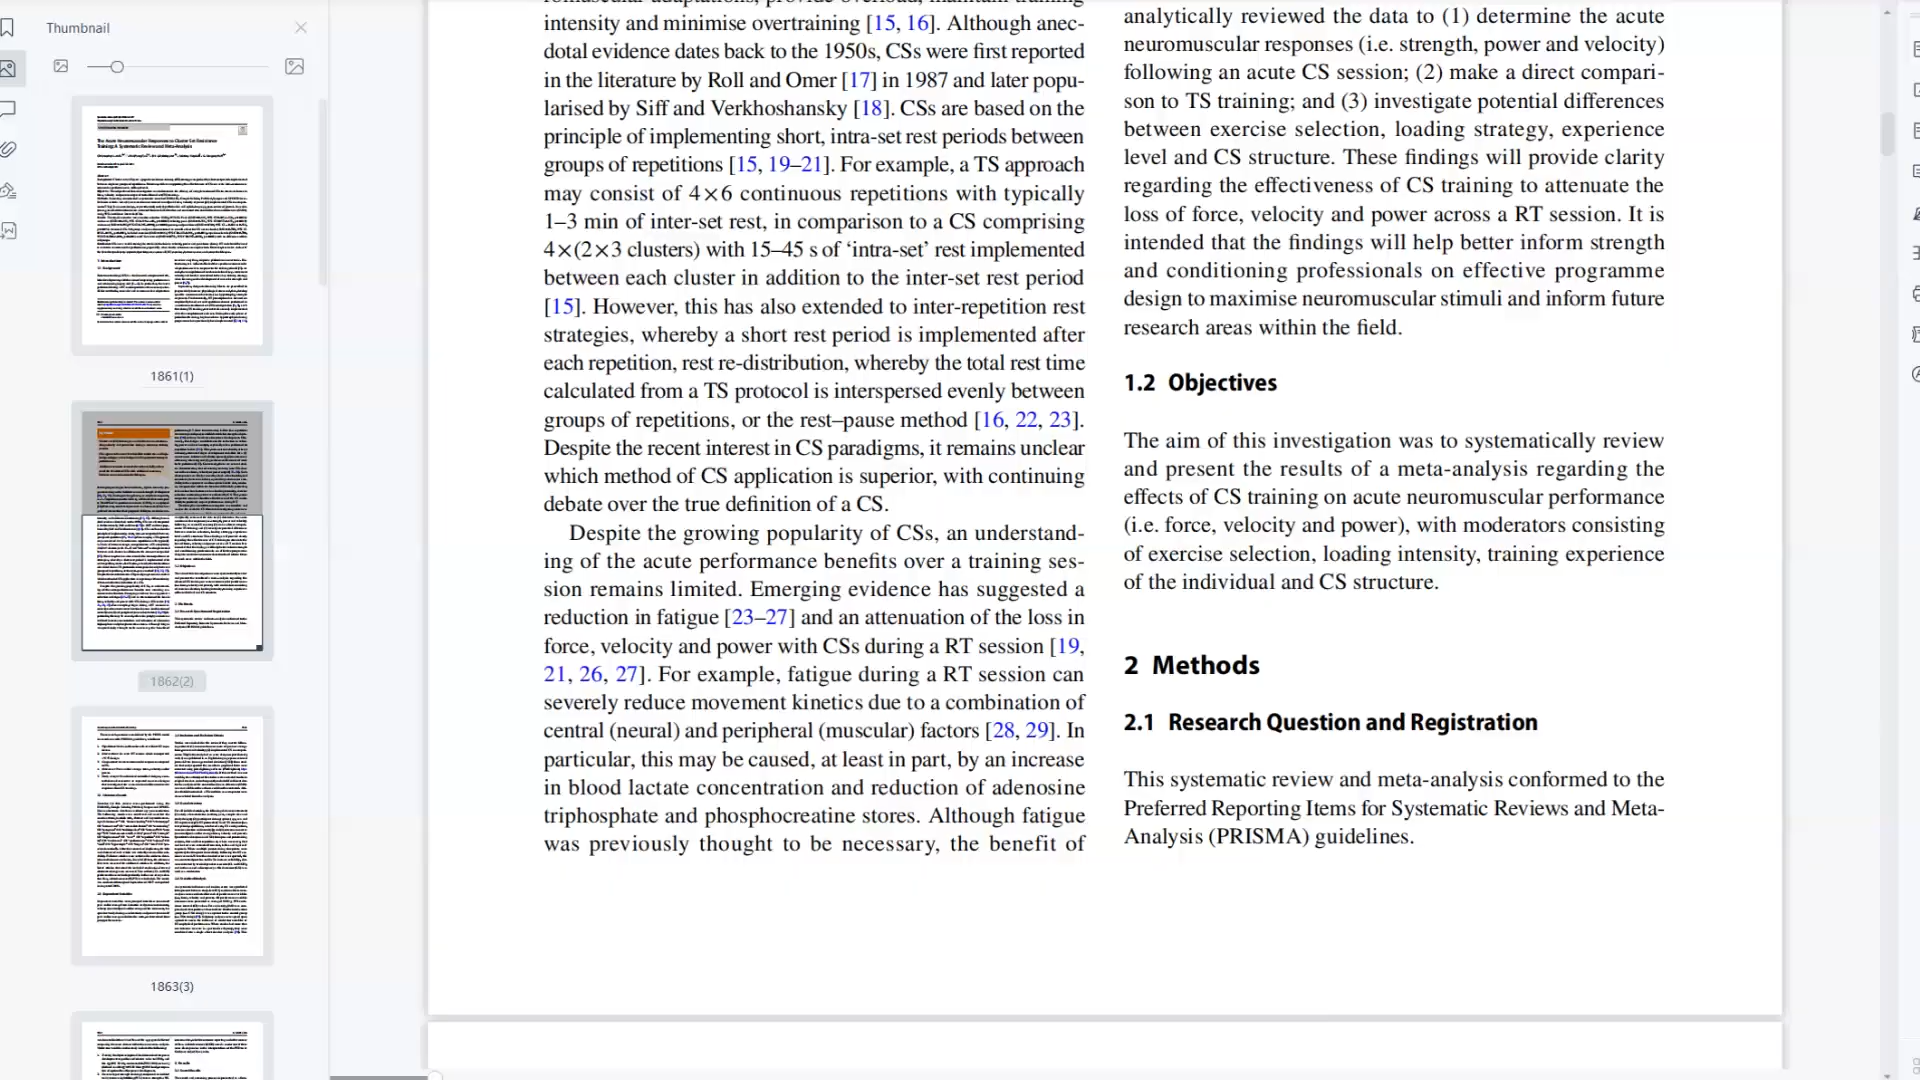 Thumbnail
1861(1)
1862(2)
1863(3)
intensity and minimise overtraining [15, 16]. Although anec-
dotal evidence dates back to the 1950s, CSs were first reported
in the literature by Roll and Omer [17] in 1987 and later popu-
larised by Siff and Verkhoshansky [18]. CSs are based on the
principle of implementing short, intra-set rest periods between
groups of repetitions [15, 19–21]. For example, a TS approach
may consist of 4×6 continuous repetitions with typically
1–3 min of inter-set rest, in comparison to a CS comprising
4×(2×3 clusters) with 15–45 s of ‘intra-set’ rest implemented
between each cluster in addition to the inter-set rest period
[15]. However, this has also extended to inter-repetition rest
strategies, whereby a short rest period is implemented after
each repetition, rest re-distribution, whereby the total rest time
calculated from a TS protocol is interspersed evenly between
groups of repetitions, or the rest–pause method [16, 22, 23].
Despite the recent interest in CS paradigms, it remains unclear
which method of CS application is superior, with continuing
debate over the true definition of a CS.
Despite the growing popularity of CSs, an understand-
ing of the acute performance benefits over a training ses-
sion remains limited. Emerging evidence has suggested a
reduction in fatigue [23–27] and an attenuation of the loss in
force, velocity and power with CSs during a RT session [19,
21, 26, 27]. For example, fatigue during a RT session can
severely reduce movement kinetics due to a combination of
central (neural) and peripheral (muscular) factors [28, 29]. In
particular, this may be caused, at least in part, by an increase
in blood lactate concentration and reduction of adenosine
triphosphate and phosphocreatine stores. Although fatigue
was previously thought to be necessary, the benefit of
analytically reviewed the data to (1) determine the acute
neuromuscular responses (i.e. strength, power and velocity)
following an acute CS session; (2) make a direct compari-
son to TS training; and (3) investigate potential differences
between exercise selection, loading strategy, experience
level and CS structure. These findings will provide clarity
regarding the effectiveness of CS training to attenuate the
loss of force, velocity and power across a RT session. It is
intended that the findings will help better inform strength
and conditioning professionals on effective programme
design to maximise neuromuscular stimuli and inform future
research areas within the field.
1.2 Objectives
The aim of this investigation was to systematically review
and present the results of a meta-analysis regarding the
effects of CS training on acute neuromuscular performance
(i.e. force, velocity and power), with moderators consisting
of exercise selection, loading intensity, training experience
of the individual and CS structure.
2 Methods
2.1 Research Question and Registration
This systematic review and meta-analysis conformed to the
Preferred Reporting Items for Systematic Reviews and Meta-
Analysis (PRISMA) guidelines.